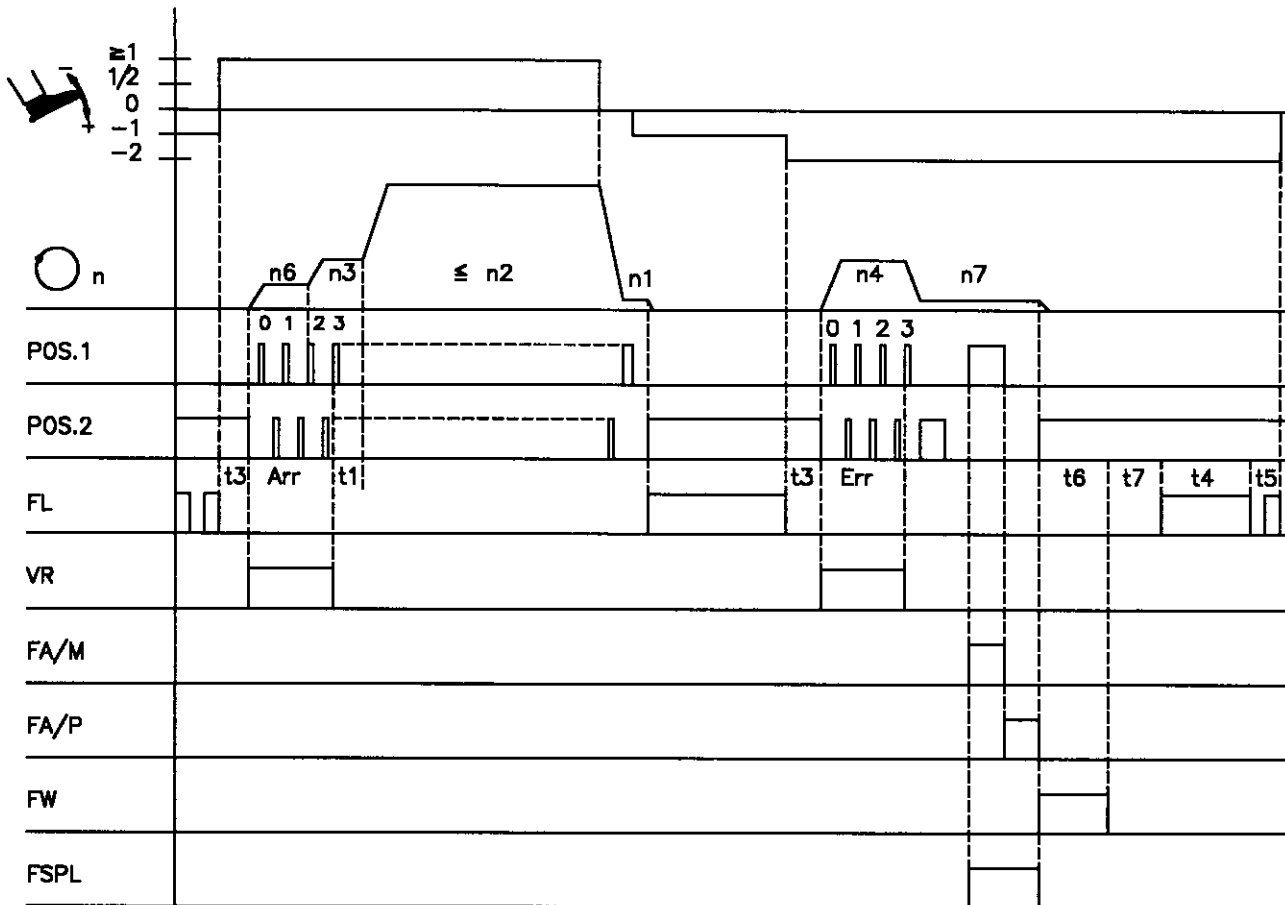 ≥1
1/2
0
-1
-2
-
+
n
n6 n3 ≤ n2 n1 n4 n7
0 1 2 3 0 1 2 3
POS.1
POS.2
t3 Arr t1 t3 Err t6 t7 t4 t5
FL
VR
FA/M
FA/P
FW
FSPL